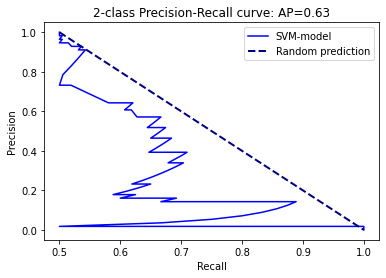 2-class Precision-Recall curve: AP=0.63
SVM-model
Random prediction
Precision
1.0
0.8
0.6
0.4
0.2
0.0
0.5
0.6
0.7
0.8
0.9
1.0
Recall